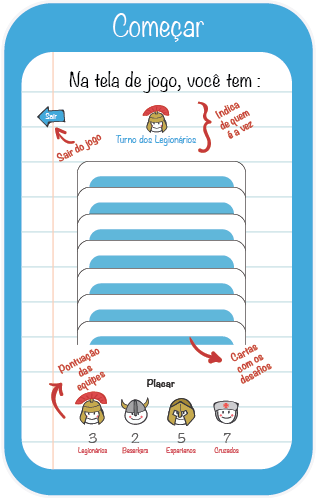 Começar
Na tela de jogo, você tem :
Sair
Sair do jogo
Turno dos Legionários
Indica
de quem
é a vez
Pontuação
das
equipes
Cartas
com os
desafios
Placar
3 2 5 7
Legionários Beserkers Espartanos Cruzados